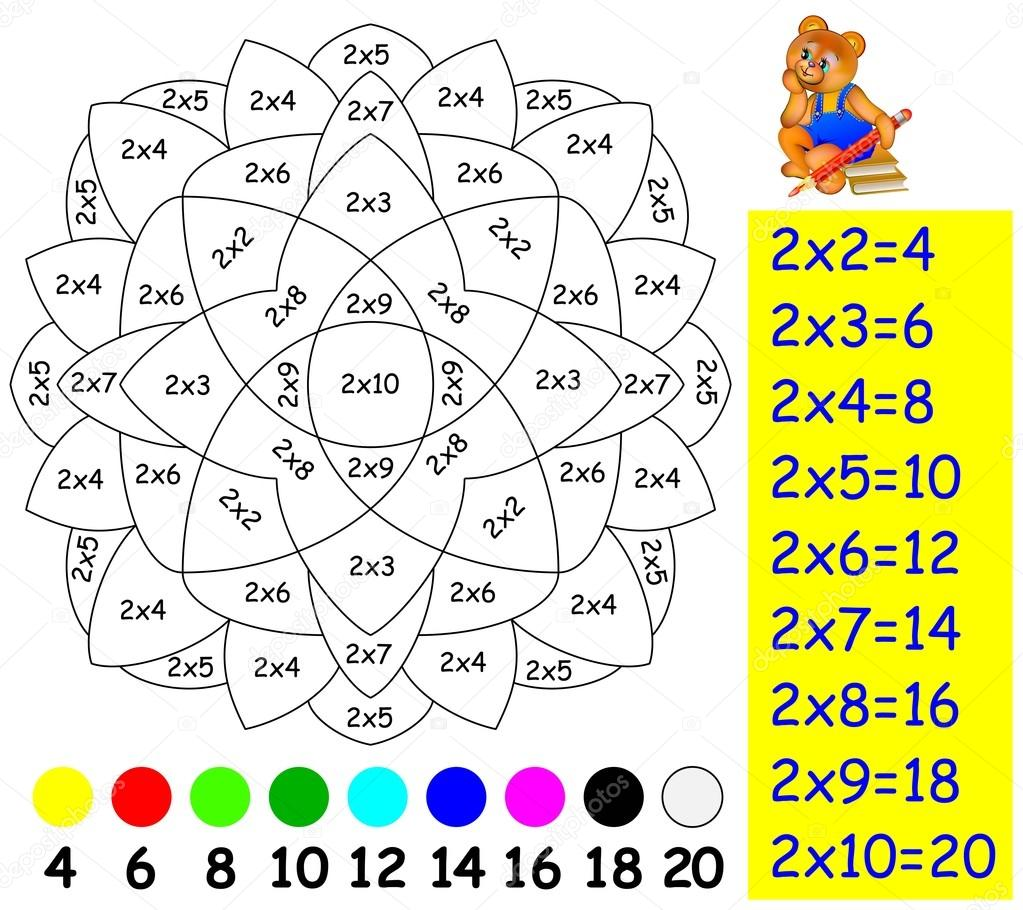 2x5
2x5 2x4 2x4 2x5
2x7
2x4 2x4
2x6 2x6
2x5 2x3 2x5
2x2 2x2
2x4 2x6 2x8 2x9 2x8 2x6 2x4
2x5 2x7 2x3 2x9 2x10 2x9 2x3 2x7 2x5
2x4 2x6 2x8 2x9 2x8 2x6 2x4
2x2 2x2
2x5 2x3 2x5
2x6 2x6
2x4 2x4
2x5 2x4 2x7 2x4 2x5
2x5
4 6 8 10 12 14 16 18 20
2x2=4
2x3=6
2x4=8
2x5=10
2x6=12
2x7=14
2x8=16
2x9=18
2x10=20
depositphotos